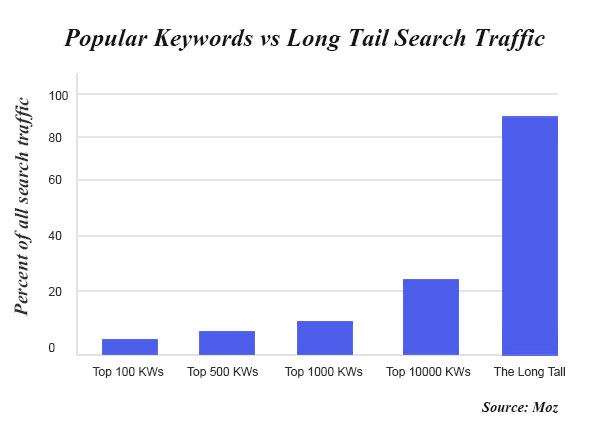 Popular Keywords vs Long Tail Search Traffic
Percent of all search traffic
100
80
60
40
20
0
Top 100 KWs
Top 500 KWs
Top 1000 KWs
Top 10000 KWs
The Long Tall
Source: Moz